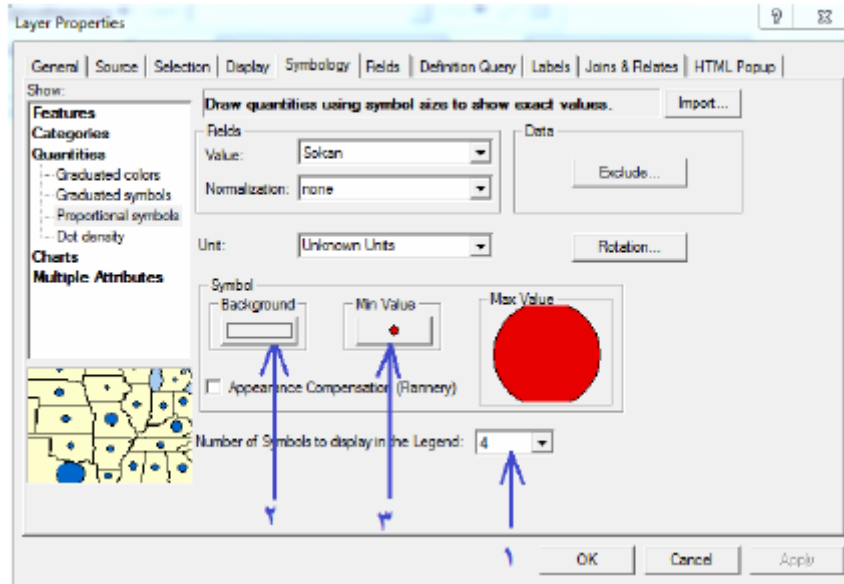 Layer Properties
General Source Selection Display Symbology Fields Definition Query Labels Joins & Relates HTML Popup
Show:
Features
Categories
Quantities
Graduated colors
Graduated symbols
Proportional symbols
Dot density
Charts
Multiple Attributes
Draw quantities using symbol size to show exact values.
Import...
Fields
Value: Sokan
Normalization: none
Data
Exclude...
Unit: Unknown Units
Rotation...
Symbol
Background
Min Value
Max Value
Appearance Compensation (Flannery)
Number of Symbols to display in the Legend: 4
٢
٣
١
OK Cancel Apply